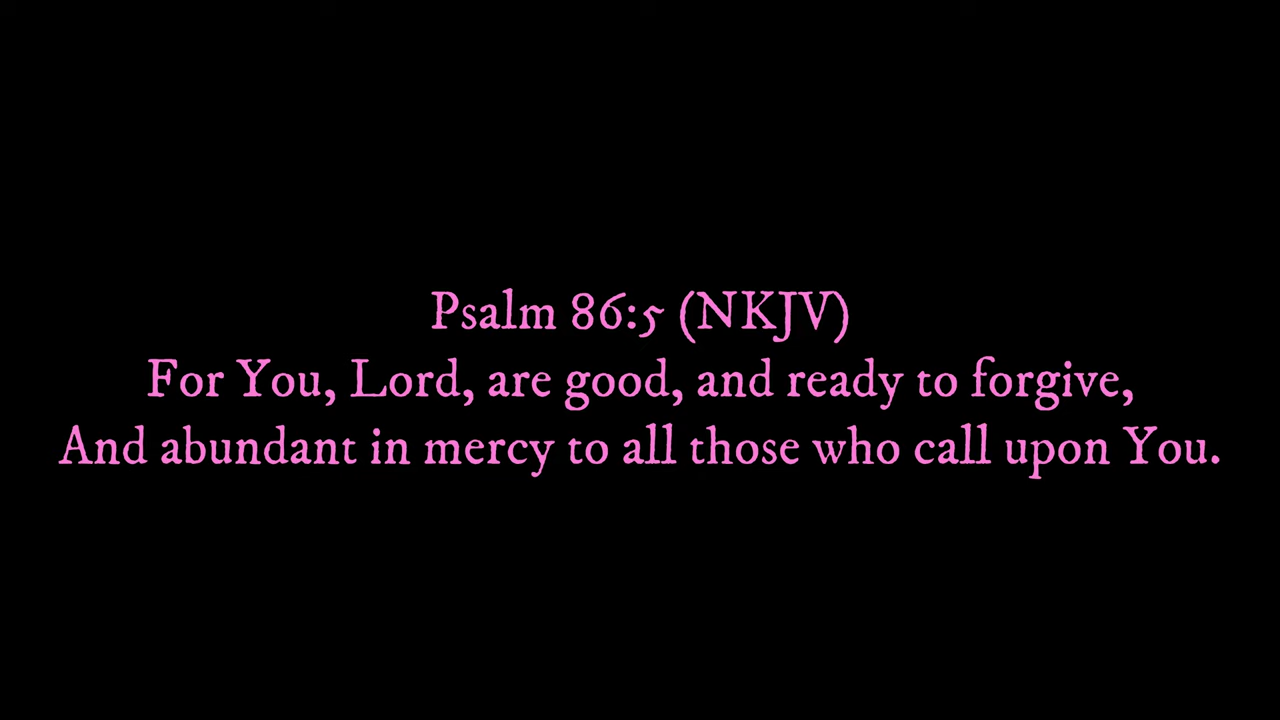 Psalm 86:5 (NKJV)
For You, Lord, are good, and ready to forgive,
And abundant in mercy to all those who call upon You.